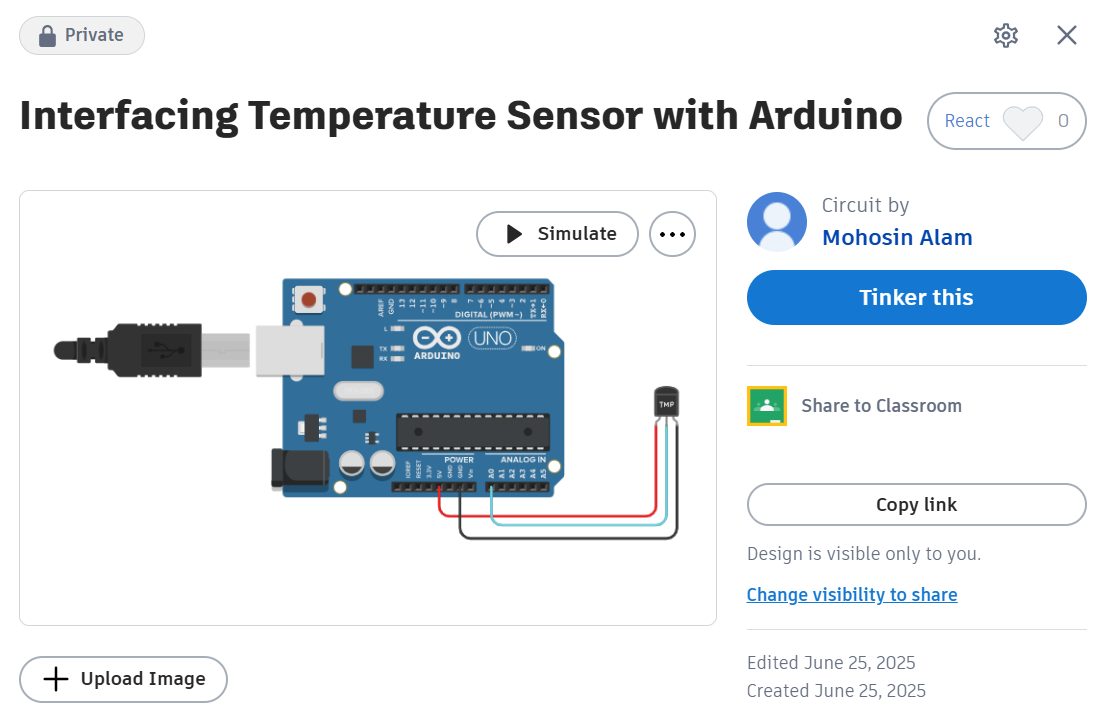 Private
Interfacing Temperature Sensor with Arduino
React 0
Simulate
AREF
GND
13
12
~11
~10
~9
8
7
~6
~5
4
~3
2
TX→1
RX←0
DIGITAL (PWM~)
L
TX
RX
UNO
ON
ARDUINO
POWER
ANALOG IN
IOREF
RESET
3.3V
5V
GND
GND
Vin
A0
A1
A2
A3
A4
A5
TMP
Circuit by
Mohosin Alam
Tinker this
Share to Classroom
Copy link
Design is visible only to you.
Change visibility to share
Edited June 25, 2025
Created June 25, 2025
Upload Image